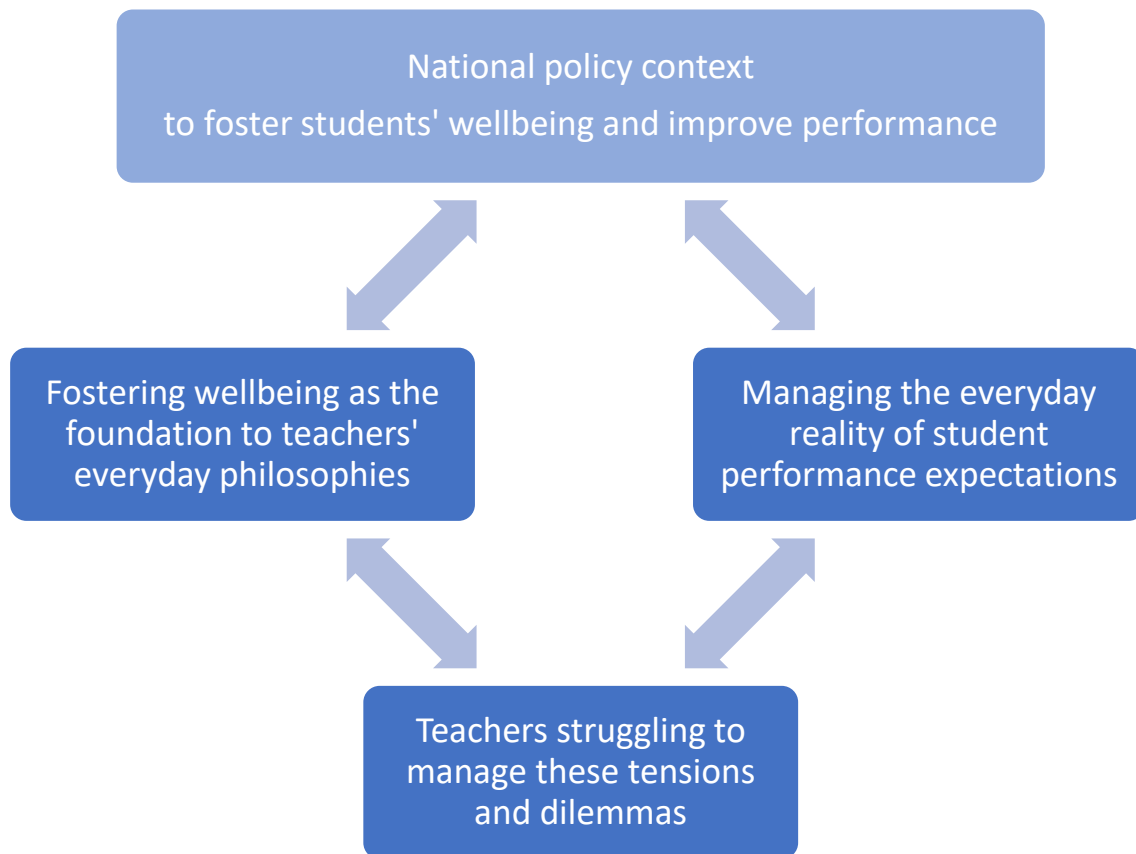 National policy context
to foster students' wellbeing and improve performance
Fostering wellbeing as the
foundation to teachers'
everyday philosophies
Managing the everyday
reality of student
performance expectations
Teachers struggling to
manage these tensions
and dilemmas